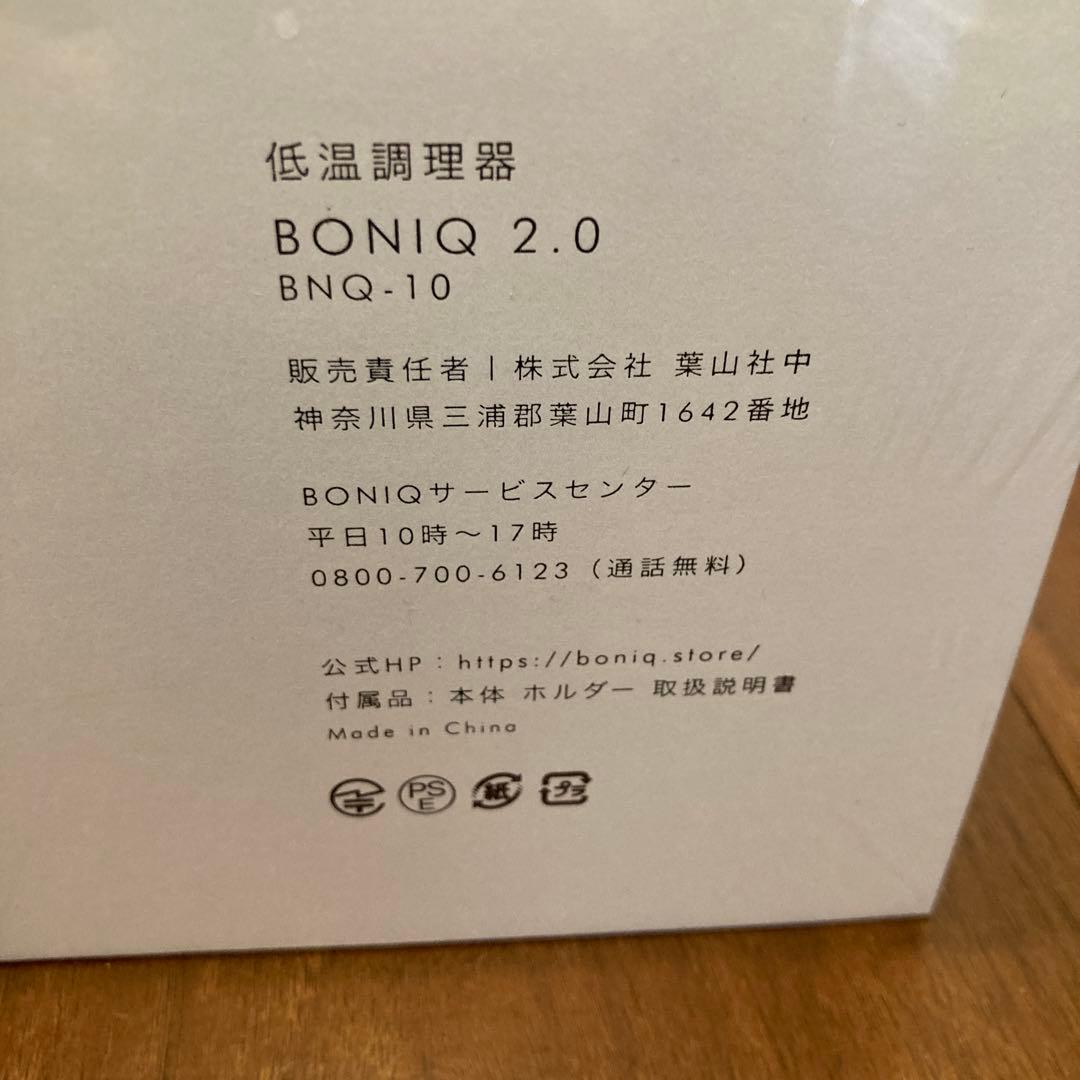 低温調理器
BONIQ 2.0
BNQ-10
販売責任者|株式会社 葉山社中
神奈川県三浦郡葉山町1642番地
BONIQサービスセンター
平日10時〜17時
0800-700-6123（通話無料）
公式HP：https://boniq.store/
付属品：本体 ホルダー 取扱説明書
Made in China
PSE 紙 プラ